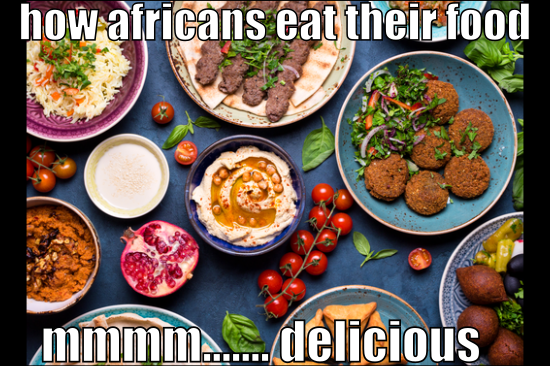 how africans eat their food
mmmm....... delicious